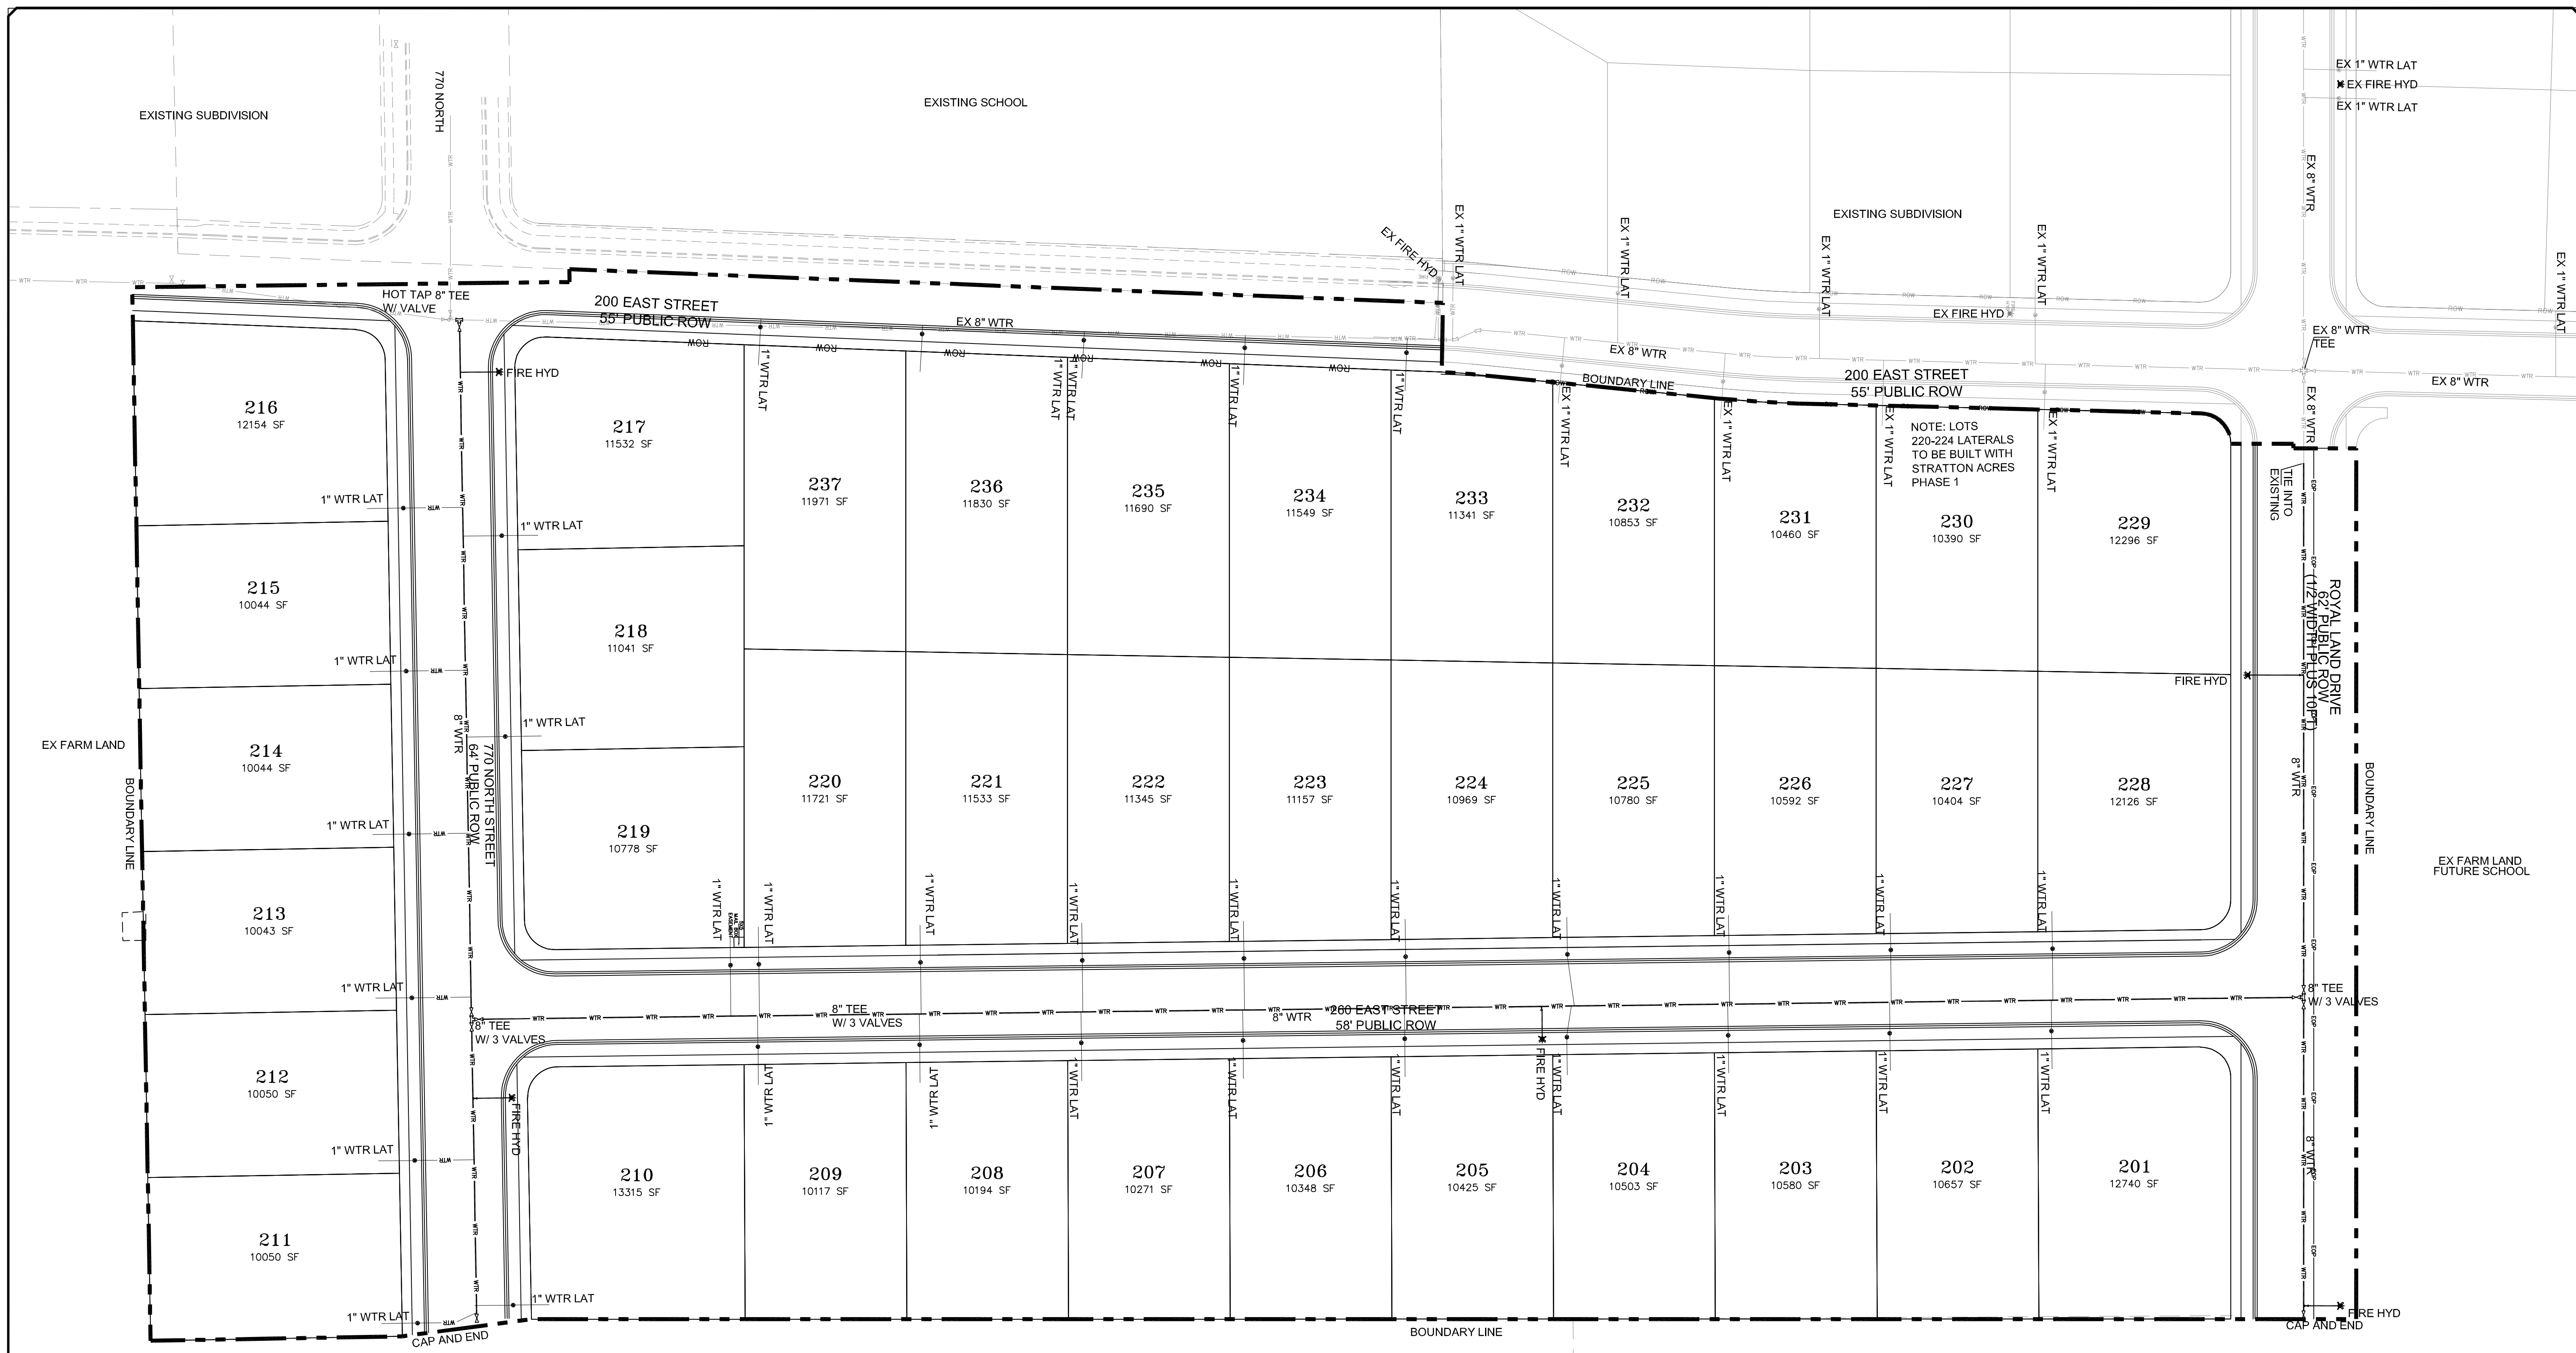 EX 1" WTR LAT
EX FIRE HYD
EX 1" WTR LAT
770 NORTH
EXISTING SUBDIVISION
EXISTING SCHOOL
EXISTING SUBDIVISION
EX 8" WTR
EX FIRE HYD
EX 1" WTR LAT
EX 1" WTR LAT
EX 1" WTR LAT
EX 1" WTR LAT
EX 1" WTR LAT
HOT TAP 8" TEE
W/ VALVE
200 EAST STREET
55' PUBLIC ROW
EX 8" WTR
EX FIRE HYD
EX 8" WTR
EX 8" WTR
TEE
200 EAST STREET
55' PUBLIC ROW
BOUNDARY LINE
EX 8" WTR
EX 8" WTR
FIRE HYD
1" WTR LAT
1" WTR LAT
1" WTR LAT
1" WTR LAT
1" WTR LAT
EX 1" WTR LAT
EX 1" WTR LAT
EX 1" WTR LAT
EX 1" WTR LAT
NOTE: LOTS
220-224 LATERALS
TO BE BUILT WITH
STRATTON ACRES
PHASE 1
TIE INTO
EXISTING
216
12154 SF
217
11532 SF
237
11971 SF
236
11830 SF
235
11690 SF
234
11549 SF
233
11341 SF
232
10853 SF
231
10460 SF
230
10390 SF
229
12296 SF
1" WTR LAT
1" WTR LAT
215
10044 SF
218
11041 SF
1" WTR LAT
FIRE HYD
ROYAL LAND DRIVE
62' PUBLIC ROW
(1/2 WIDTH PLUS 10FT)
1" WTR LAT
8" WTR
770 NORTH STREET
64' PUBLIC ROW
EX FARM LAND
BOUNDARY LINE
214
10044 SF
219
10778 SF
220
11721 SF
221
11533 SF
222
11345 SF
223
11157 SF
224
10969 SF
225
10780 SF
226
10592 SF
227
10404 SF
228
12126 SF
8" WTR
BOUNDARY LINE
EX FARM LAND
FUTURE SCHOOL
1" WTR LAT
213
10043 SF
1" WTR LAT
MAIL BOX
EASEMENT
1" WTR LAT
1" WTR LAT
1" WTR LAT
1" WTR LAT
1" WTR LAT
1" WTR LAT
1" WTR LAT
1" WTR LAT
1" WTR LAT
1" WTR LAT
8" TEE
W/ 3 VALVES
8" TEE
W/ 3 VALVES
8" WTR
260 EAST STREET
58' PUBLIC ROW
8" TEE
W/ 3 VALVES
FIRE HYD
FIRE HYD
1" WTR LAT
1" WTR LAT
1" WTR LAT
1" WTR LAT
1" WTR LAT
1" WTR LAT
1" WTR LAT
1" WTR LAT
1" WTR LAT
212
10050 SF
1" WTR LAT
8" WTR
210
13315 SF
209
10117 SF
208
10194 SF
207
10271 SF
206
10348 SF
205
10425 SF
204
10503 SF
203
10580 SF
202
10657 SF
201
12740 SF
211
10050 SF
1" WTR LAT
1" WTR LAT
CAP AND END
BOUNDARY LINE
FIRE HYD
CAP AND END